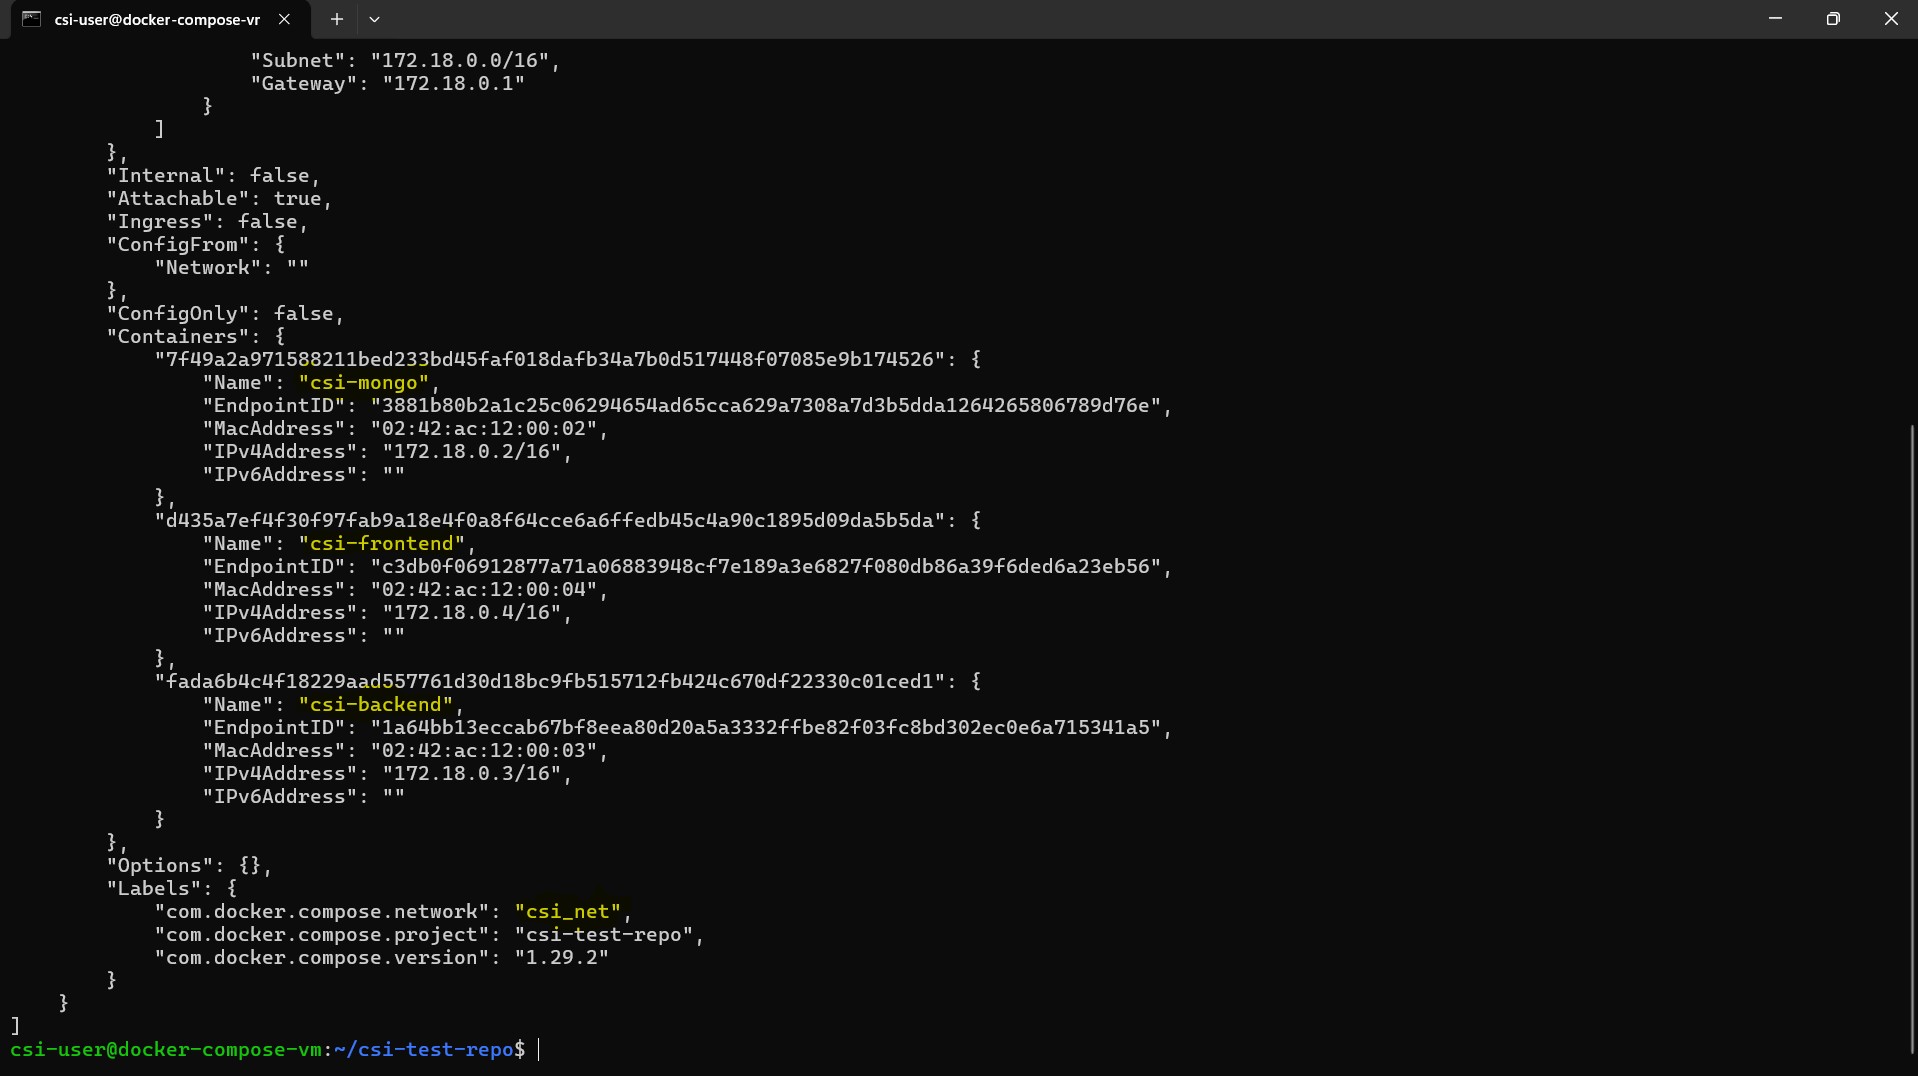 csi-user@docker-compose-vr
"Subnet": "172.18.0.0/16",
"Gateway": "172.18.0.1"
}
]
},
"Internal": false,
"Attachable": true,
"Ingress": false,
"ConfigFrom": {
"Network": ""
},
"ConfigOnly": false,
"Containers": {
"7f49a2a971588211bed233bd45faf018dafb34a7b0d517448f07085e9b174526": {
"Name": "csi-mongo",
"EndpointID": "3881b80b2a1c25c06294654ad65cca629a7308a7d3b5dda1264265806789d76e",
"MacAddress": "02:42:ac:12:00:02",
"IPv4Address": "172.18.0.2/16",
"IPv6Address": ""
},
"d435a7ef4f30f97fab9a18e4f0a8f64cce6a6ffedb45c4a90c1895d09da5b5da": {
"Name": "csi-frontend",
"EndpointID": "c3db0f06912877a71a06883948cf7e189a3e6827f080db86a39f6ded6a23eb56",
"MacAddress": "02:42:ac:12:00:04",
"IPv4Address": "172.18.0.4/16",
"IPv6Address": ""
},
"fada6b4c4f18229aad557761d30d18bc9fb515712fb424c670df22330c01ced1": {
"Name": "csi-backend",
"EndpointID": "1a64bb13eccab67bf8eea80d20a5a3332ffbe82f03fc8bd302ec0e6a715341a5",
"MacAddress": "02:42:ac:12:00:03",
"IPv4Address": "172.18.0.3/16",
"IPv6Address": ""
}
},
"Options": {},
"Labels": {
"com.docker.compose.network": "csi_net",
"com.docker.compose.project": "csi-test-repo",
"com.docker.compose.version": "1.29.2"
}
}
]
csi-user@docker-compose-vm:~/csi-test-repo$